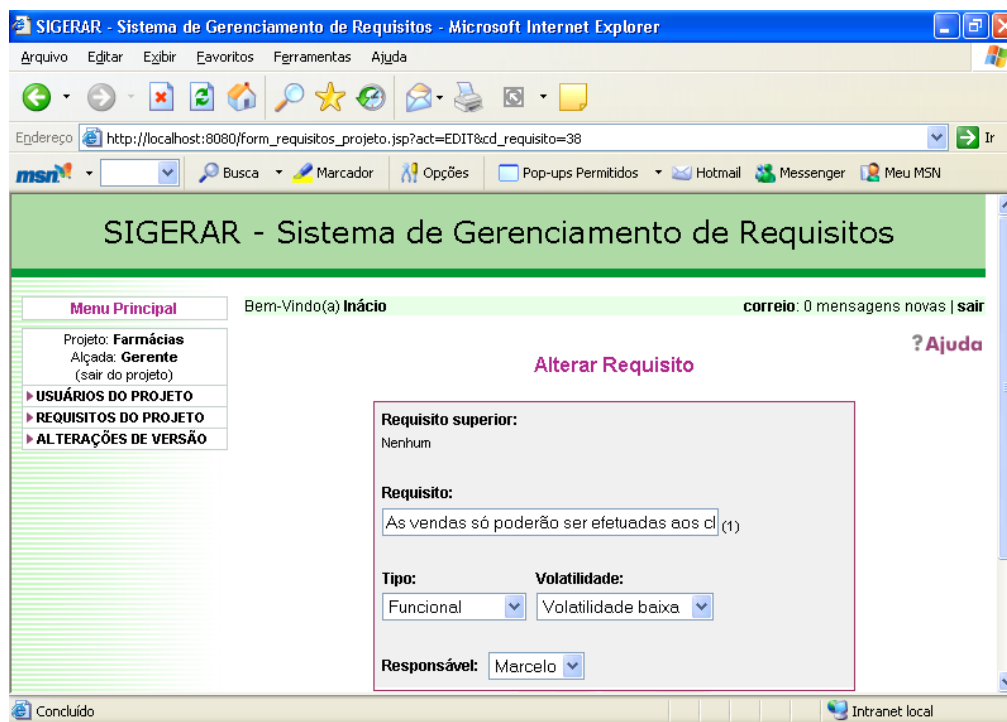 SIGERAR - Sistema de Gerenciamento de Requisitos - Microsoft Internet Explorer
Arquivo Editar Exibir Favoritos Ferramentas Ajuda
Endereço http://localhost:8080/form_requisitos_projeto.jsp?act=EDIT&cd_requisito=38 Ir
msn Busca Marcador Opções Pop-ups Permitidos Hotmail Messenger Meu MSN
SIGERAR - Sistema de Gerenciamento de Requisitos
Menu Principal
Bem-Vindo(a) Inácio
correio: 0 mensagens novas | sair
Projeto: Farmácias
Alçada: Gerente
(sair do projeto)
USUÁRIOS DO PROJETO
REQUISITOS DO PROJETO
ALTERAÇÕES DE VERSÃO
?Ajuda
Alterar Requisito
Requisito superior:
Nenhum
Requisito:
As vendas só poderão ser efetuadas aos cl (1)
Tipo: Volatilidade:
Funcional Volatilidade baixa
Responsável: Marcelo
Concluído Intranet local